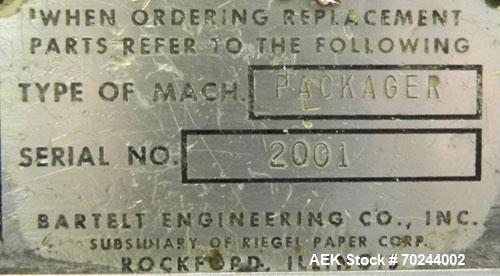 WHEN ORDERING REPLACEMENT
PARTS REFER TO THE FOLLOWING
TYPE OF MACH. PACKAGER
SERIAL NO. 2001
BARTELT ENGINEERING CO., INC.
SUBSIDIARY OF RIEGEL PAPER CORP.
ROCKFORD,
AEK Stock # 70244002